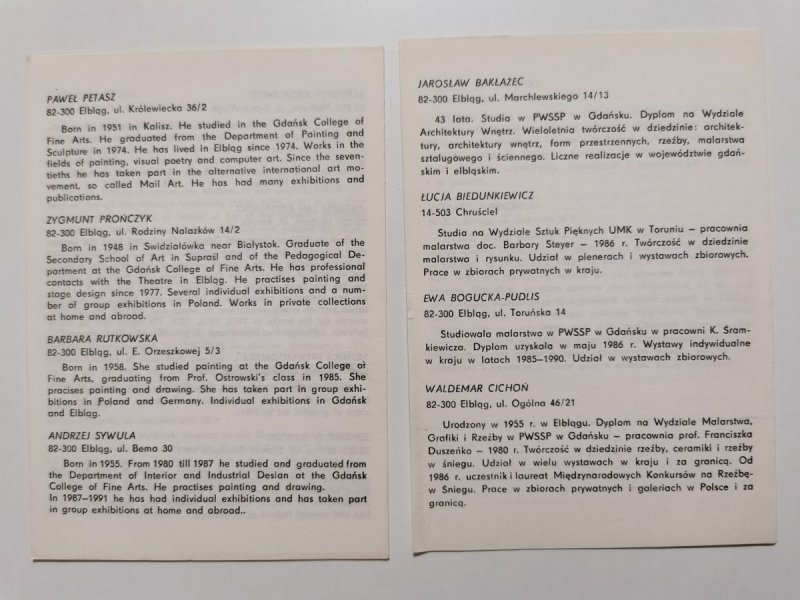 PAWEŁ PETASZ
82-300 Elbląg, ul. Królewiecka 36/2
Born in 1951 in Kalisz. He studied in the Gdańsk College of
Fine Arts. He graduated from the Department of Painting and
Sculpture in 1974. He has lived in Elbląg since 1974. Works in the
fields of painting, visual poetry and computer art. Since the seven-
tieths he has taken part in the alternative international art mo-
vement, so called Mail Art. He has had many exhibitions and
publications.
ZYGMUNT PROŃCZYK
82-300 Elbląg, ul. Rodziny Nalazków 14/2
Born in 1948 in Swidziałówka near Białystok. Graduate of the
Secondary School of Art in Supraśl and of the Pedagogical De-
partment at the Gdańsk College of Fine Arts. He has professional
contacts with the Theatre in Elbląg. He practises painting and
stage design since 1977. Several individual exhibitions and a num-
ber of group exhibitions in Poland. Works in private collections
at home and abroad.
BARBARA RUTKOWSKA
82-300 Elbląg, ul. E. Orzeszkowej 5/3
Born in 1958. She studied painting at the Gdańsk College of
Fine Arts, graduating from Prof. Ostrowski's class in 1985. She
pracises painting and drawing. She has taken part in group exhi-
bitions in Poland and Germany. Individual exhibitions in Gdańsk
and Elbląg.
ANDRZEJ SYWULA
82-300 Elbląg, ul. Bema 30
Born in 1955. From 1980 till 1987 he studied and graduated from
the Department of Interior and Industrial Desian at the Gdańsk
College of Fine Arts. He practises painting and drawing.
In 1987-1991 he has had individual exhibitions and has taken part
in group exhibitions at home and abroad..
JAROSŁAW BAKŁAŻEC
82-300 Elbląg, ul. Marchlewskiego 14/13
43 lata. Studia w PWSSP w Gdańsku. Dyplom na Wydziale
Architektury Wnętrz. Wieloletnia twórczość w dziedzinie: architek-
tury, architektury wnętrz, form przestrzennych, rzeźby, malarstwa
sztalugowego i ściennego. Liczne realizacje w województwie gdań-
skim i elbląskim.
ŁUCJA BIEDUNKIEWICZ
14-503 Chruściel
Studia na Wydziale Sztuk Pięknych UMK w Toruniu – pracownia
malarstwa doc. Barbary Steyer – 1986 r. Twórczość w dziedzinie
malarstwa i rysunku. Udział w plenerach i wystawach zbiorowych.
Prace w zbiorach prywatnych w kraju.
EWA BOGUCKA-PUDLIS
82-300 Elbląg, ul. Toruńska 14
Studiowała malarstwo w PWSSP w Gdańsku w pracowni K. Śram-
kiewicza. Dyplom uzyskała w maju 1986 r. Wystawy indywidualne
w kraju w latach 1985-1990. Udział w wystawach zbiorowych.
WALDEMAR CICHOŃ
82-300 Elbląg, ul. Ogólna 46/21
Urodzony w 1955 r. w Elblągu. Dyplom na Wydziale Malarstwa,
Grafiki i Rzeźby w PWSSP w Gdańsku – pracownia prof. Franciszka
Duszeńko – 1980 r. Twórczość w dziedzinie rzeźby, ceramiki i rzeźby
w śniegu. Udział w wielu wystawach w kraju i za granicą. Od
1986 r. uczestnik i laureat Międzynarodowych Konkursów na Rzeźbę-
w Sniegu. Prace w zbiorach prywatnych i galeriach w Polsce i za
granicą.